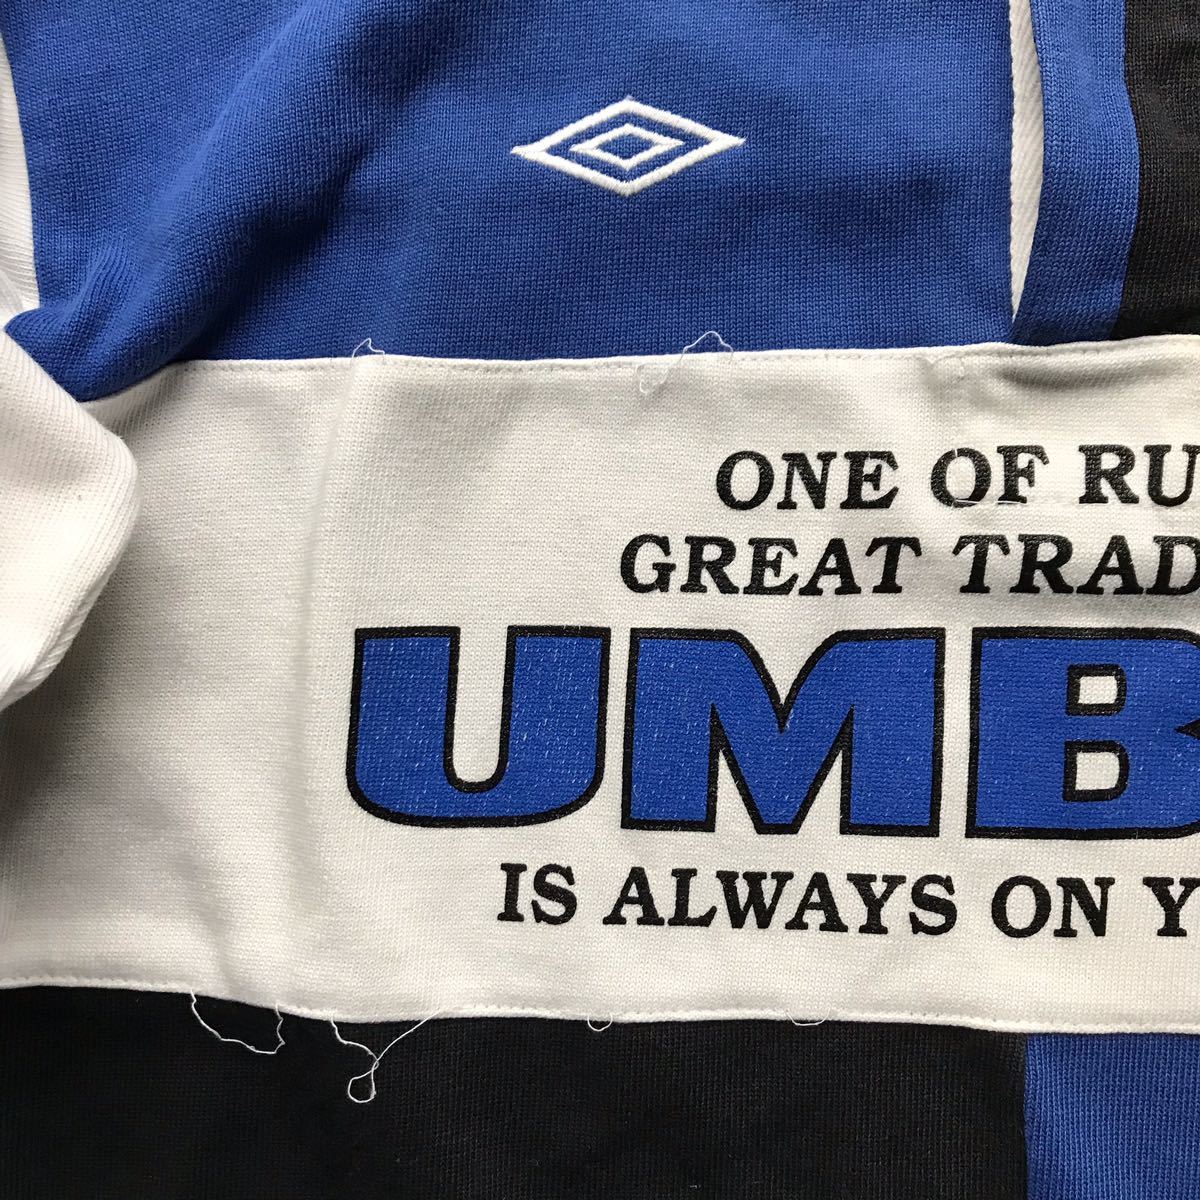 ONE OF RU
GREAT TRAD
UMB
IS ALWAYS ON Y